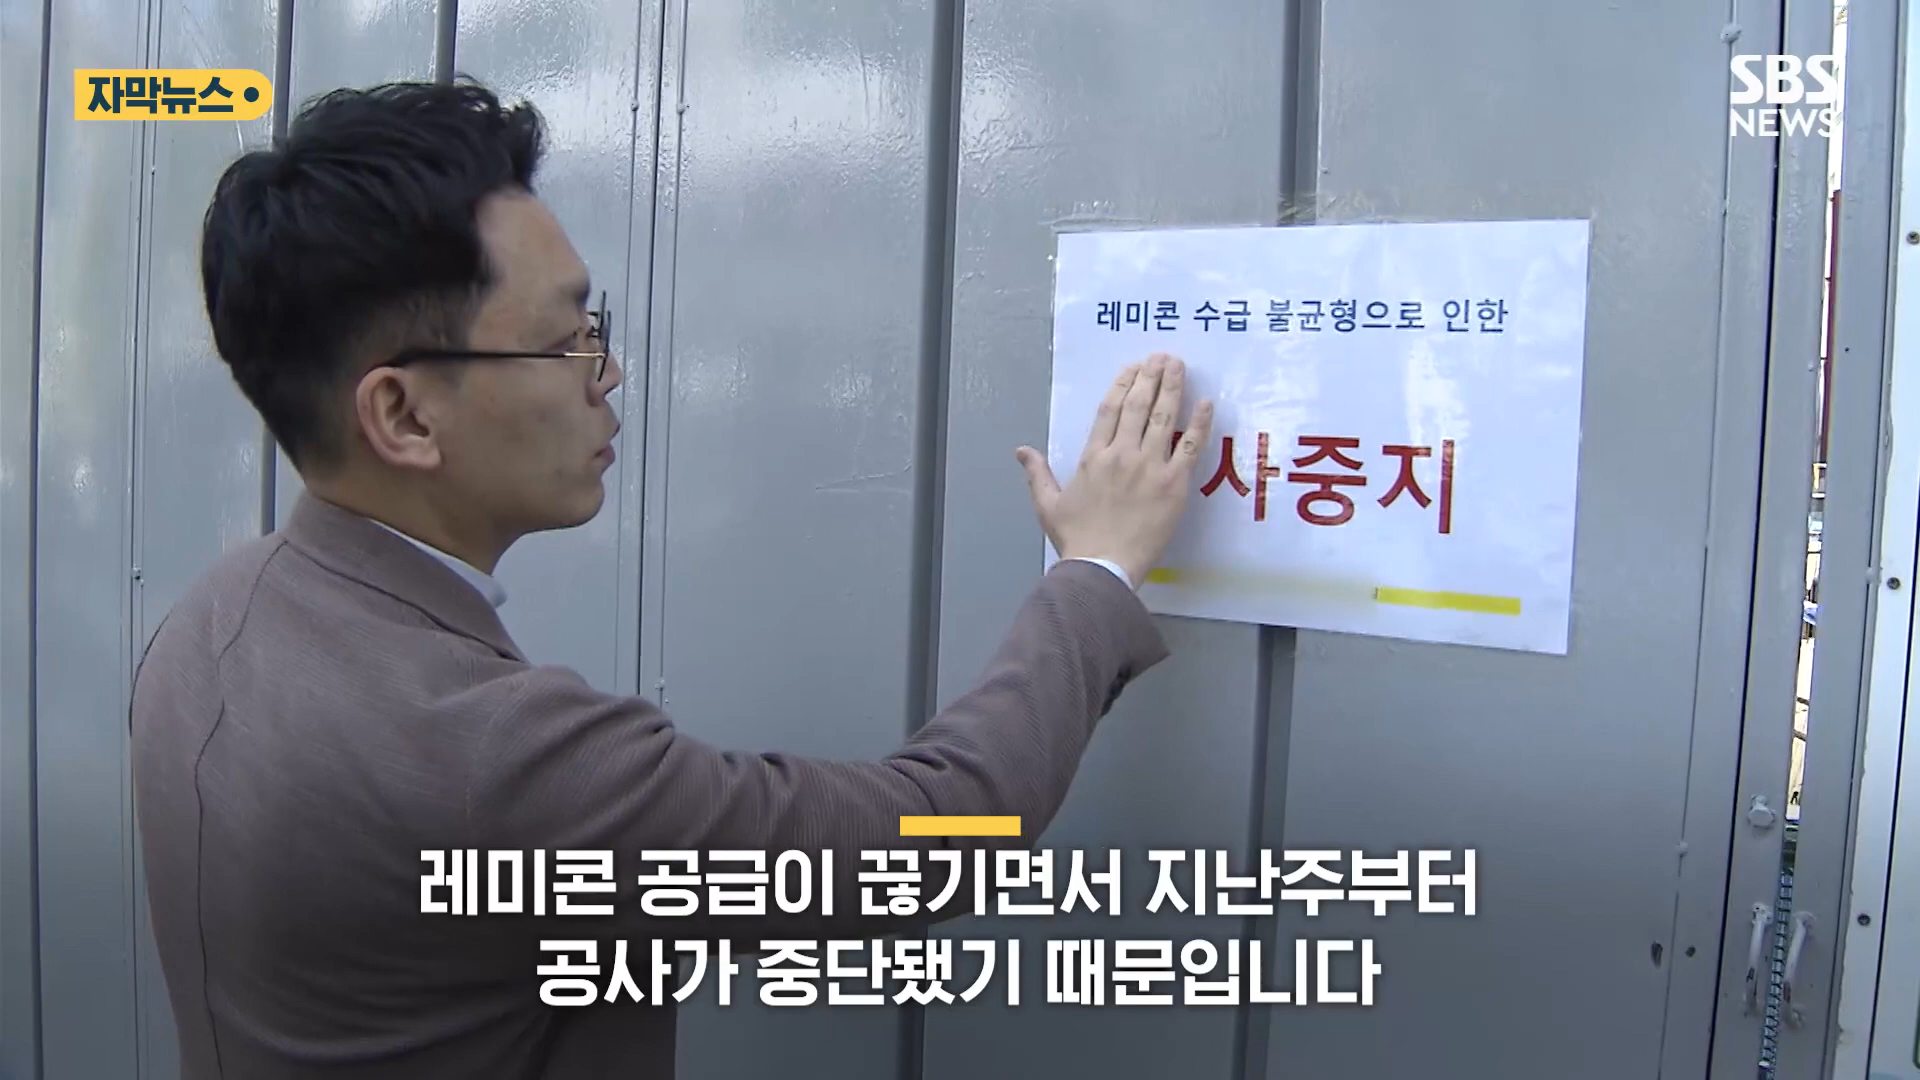 자막뉴스
SBS
NEWS
레미콘 수급 불균형으로 인한
사중지
레미콘 공급이 끊기면서 지난주부터
공사가 중단됐기 때문입니다